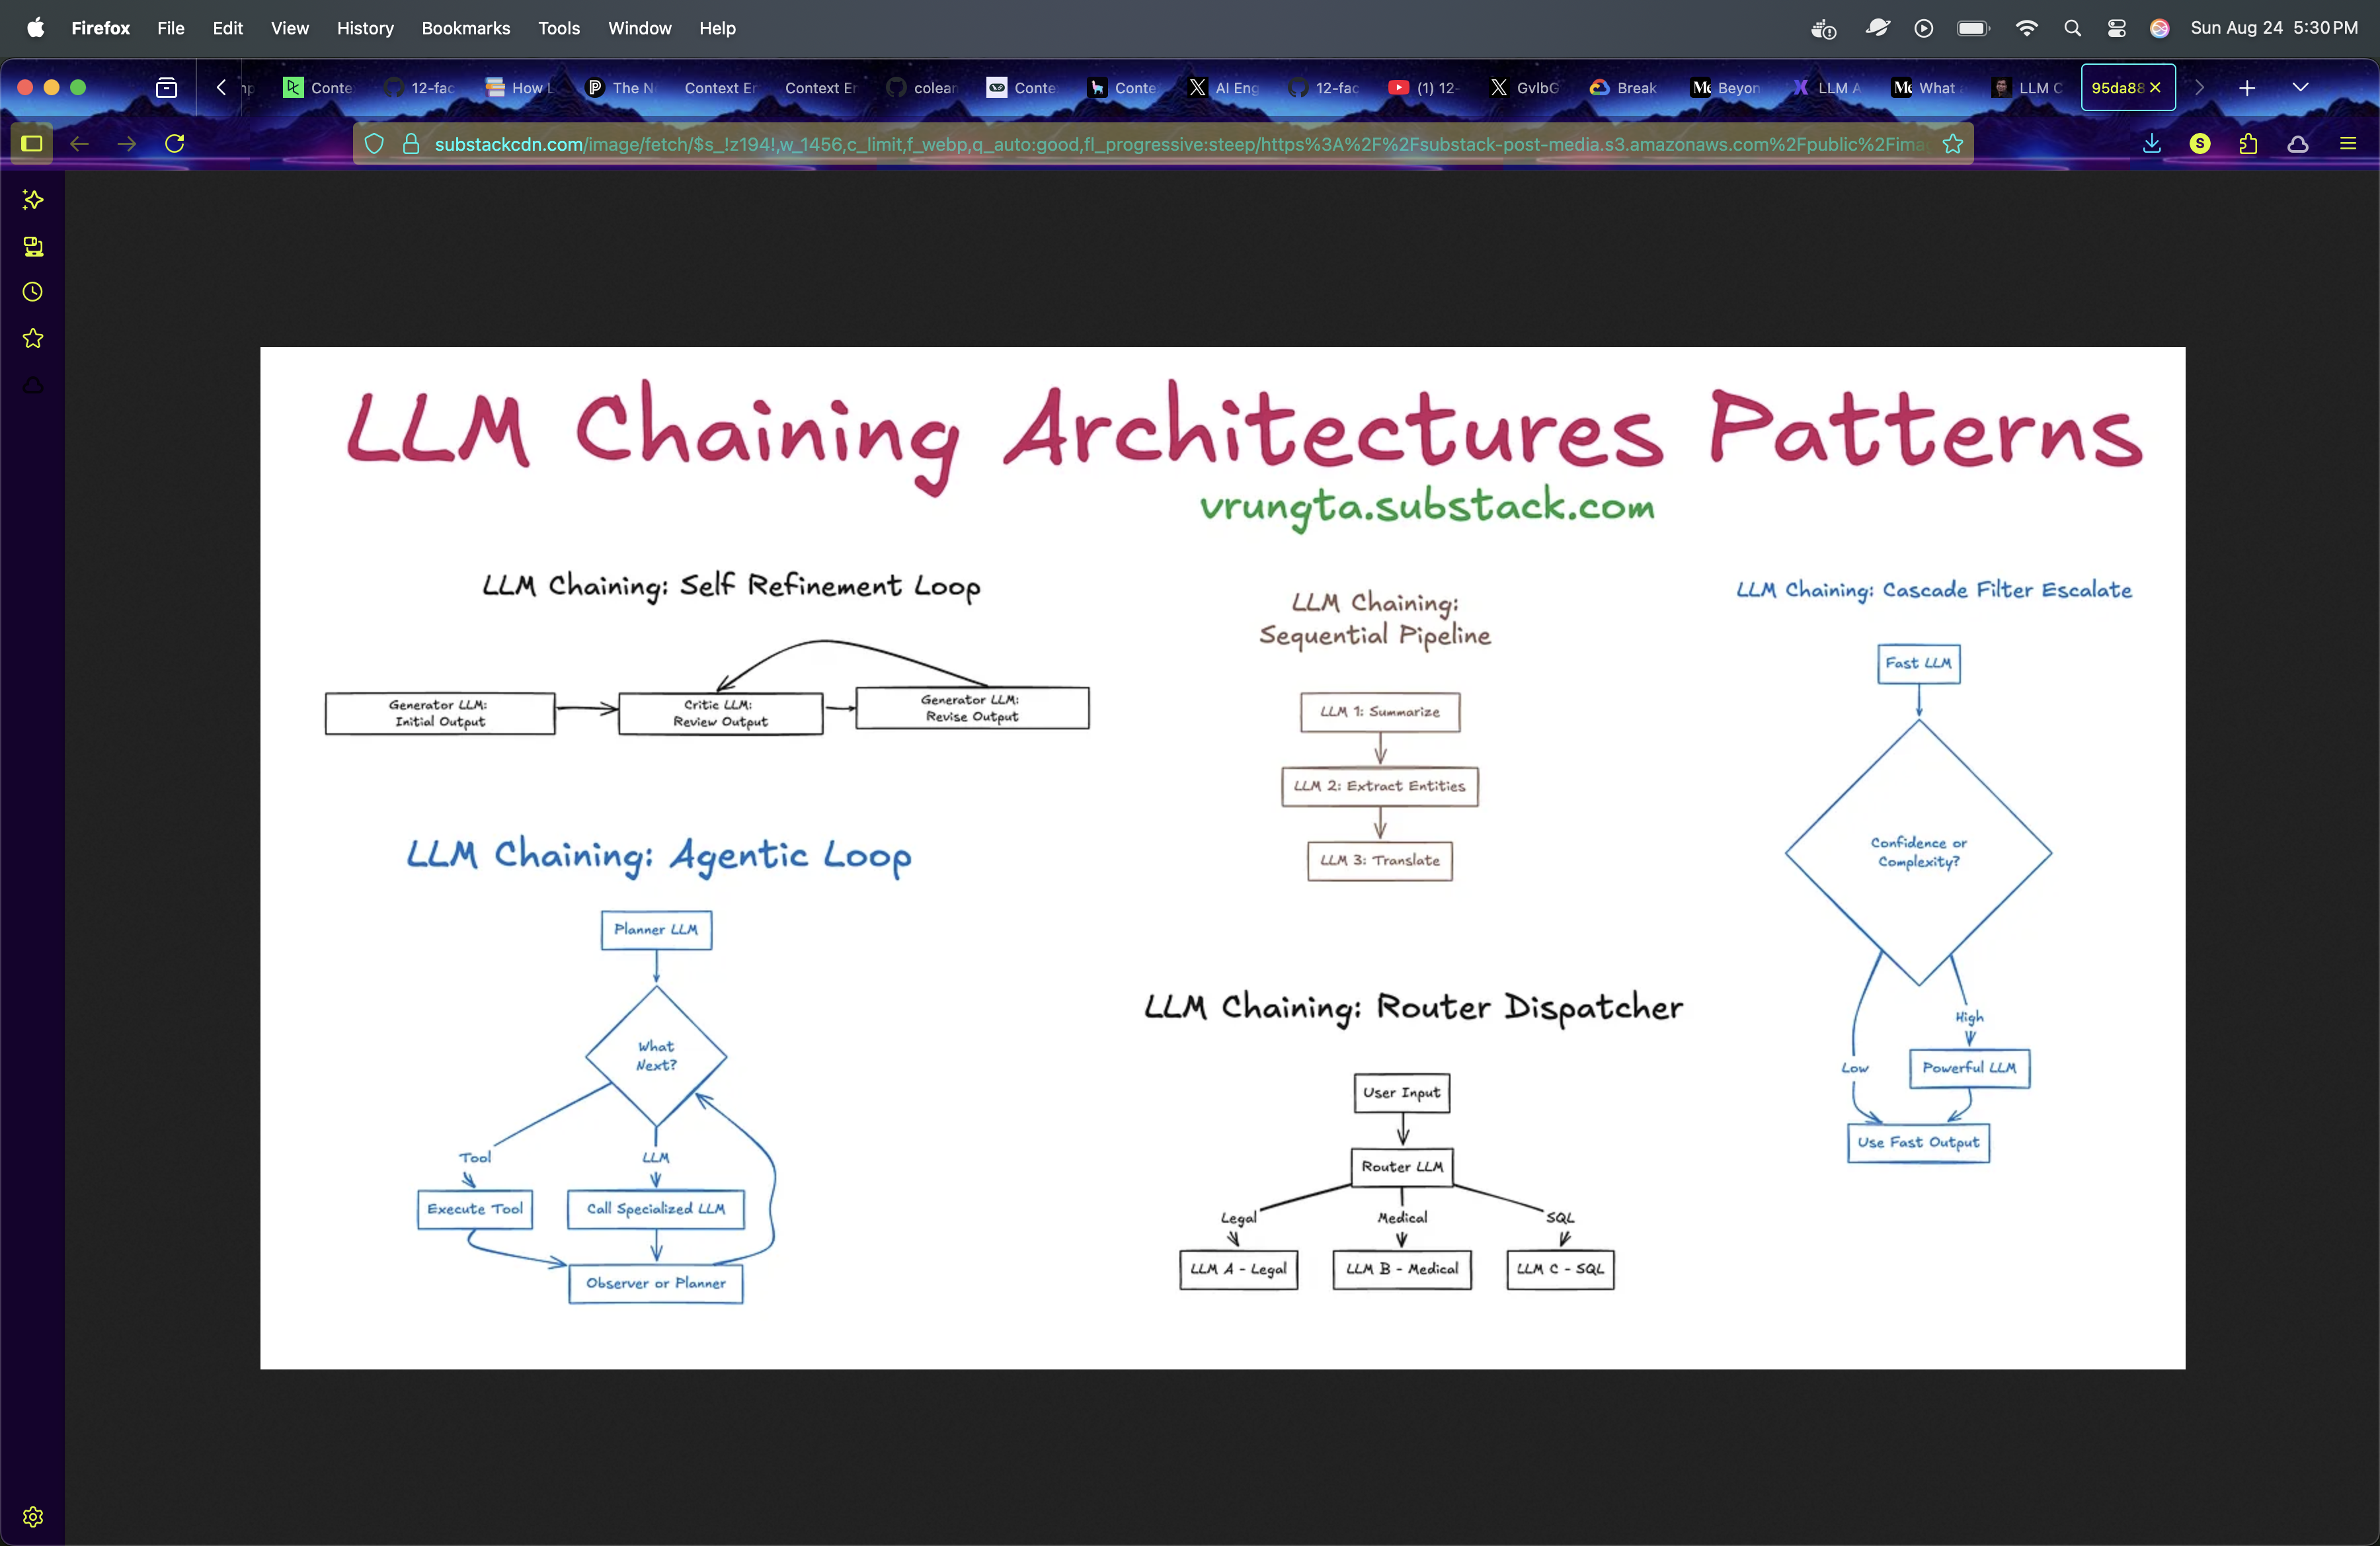 Firefox File Edit View History Bookmarks Tools Window Help
Sun Aug 24 5:30 PM
Conte
12-fac
How L
The N
Context Er
Context Er
colear
Conte
Conte
AI Eng
12-fac
(1) 12-
GvlbG
Break
Beyon
LLM A
What
LLM C
95da88
substackcdn.com/image/fetch/$s_!z194!,w_1456,c_limit,f_webp,q_auto:good,fl_progressive:steep/https%3A%2F%2Fsubstack-post-media.s3.amazonaws.com%2Fpublic%2Fima
LLM Chaining Architectures Patterns
vrungta.substack.com
LLM Chaining: Self Refinement Loop
Generator LLM:
Initial Output
Critic LLM:
Review Output
Generator LLM:
Revise Output
LLM Chaining: Agentic Loop
Planner LLM
What
Next?
Tool
LLM
Execute Tool
Call Specialized LLM
Observer or Planner
LLM Chaining:
Sequential Pipeline
LLM 1: Summarize
LLM 2: Extract Entities
LLM 3: Translate
LLM Chaining: Router Dispatcher
User Input
Router LLM
Legal
Medical
SQL
LLM A - Legal
LLM B - Medical
LLM C - SQL
LLM Chaining: Cascade Filter Escalate
Fast LLM
Confidence or
Complexity?
High
Low
Powerful LLM
Use Fast Output